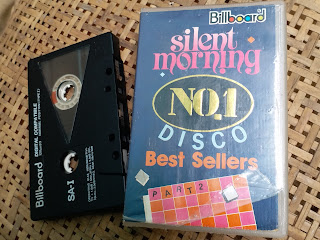 Billboard
silent
morning
NO.1
DISCO
Best Sellers
PART 2
Billboard
SA-I
DIGITAL COMPATIBLE